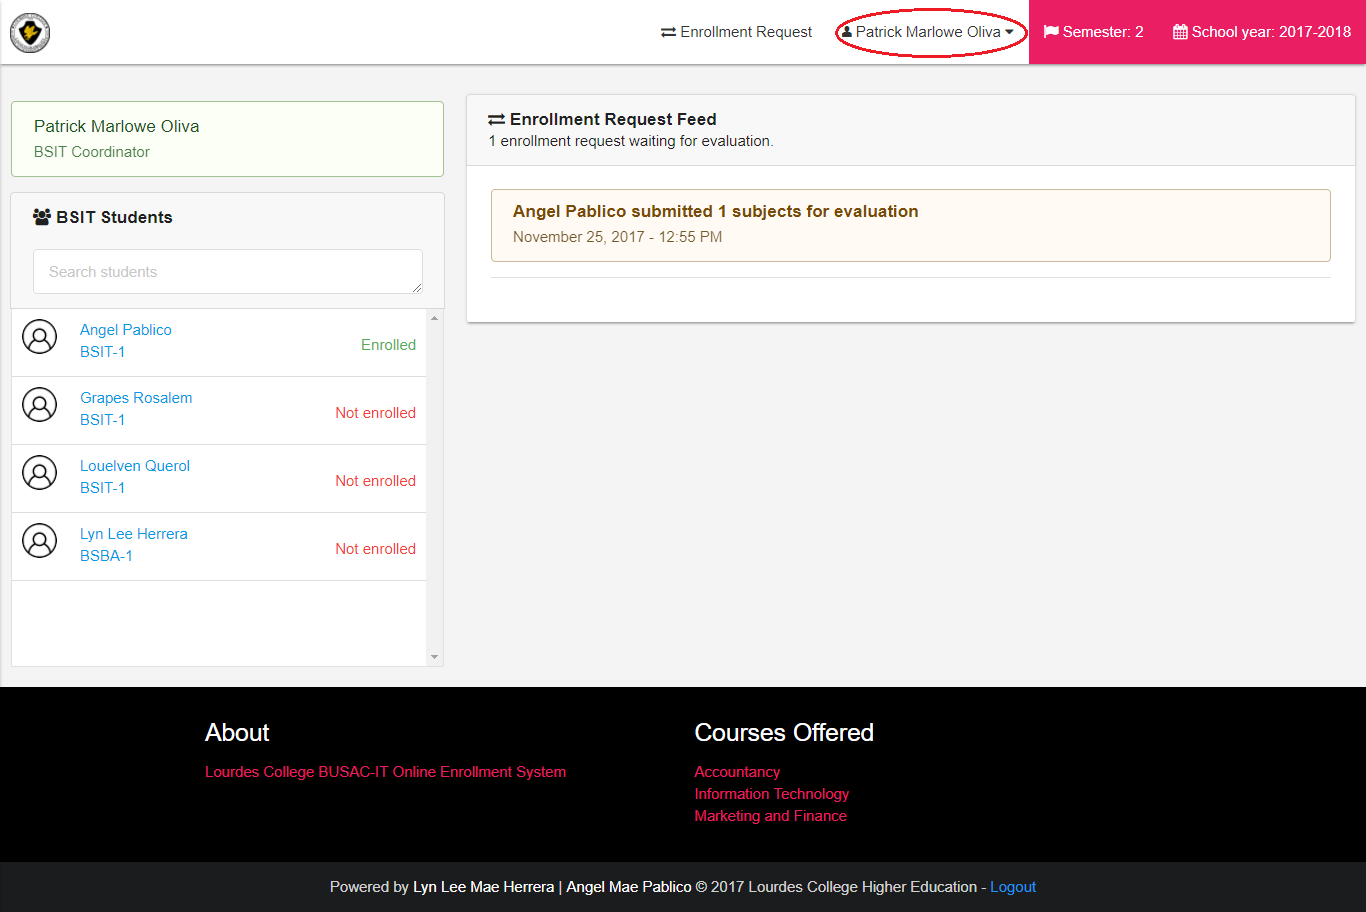 Enrollment Request
Patrick Marlowe Oliva
Semester: 2
School year: 2017-2018
Patrick Marlowe Oliva
BSIT Coordinator
BSIT Students
Search students
Angel Pablico
BSIT-1
Enrolled
Grapes Rosalem
BSIT-1
Not enrolled
Louelven Querol
BSIT-1
Not enrolled
Lyn Lee Herrera
BSBA-1
Not enrolled
Enrollment Request Feed
1 enrollment request waiting for evaluation.
Angel Pablico submitted 1 subjects for evaluation
November 25, 2017 - 12:55 PM
About
Lourdes College BUSAC-IT Online Enrollment System
Courses Offered
Accountancy
Information Technology
Marketing and Finance
Powered by Lyn Lee Mae Herrera | Angel Mae Pablico © 2017 Lourdes College Higher Education - Logout